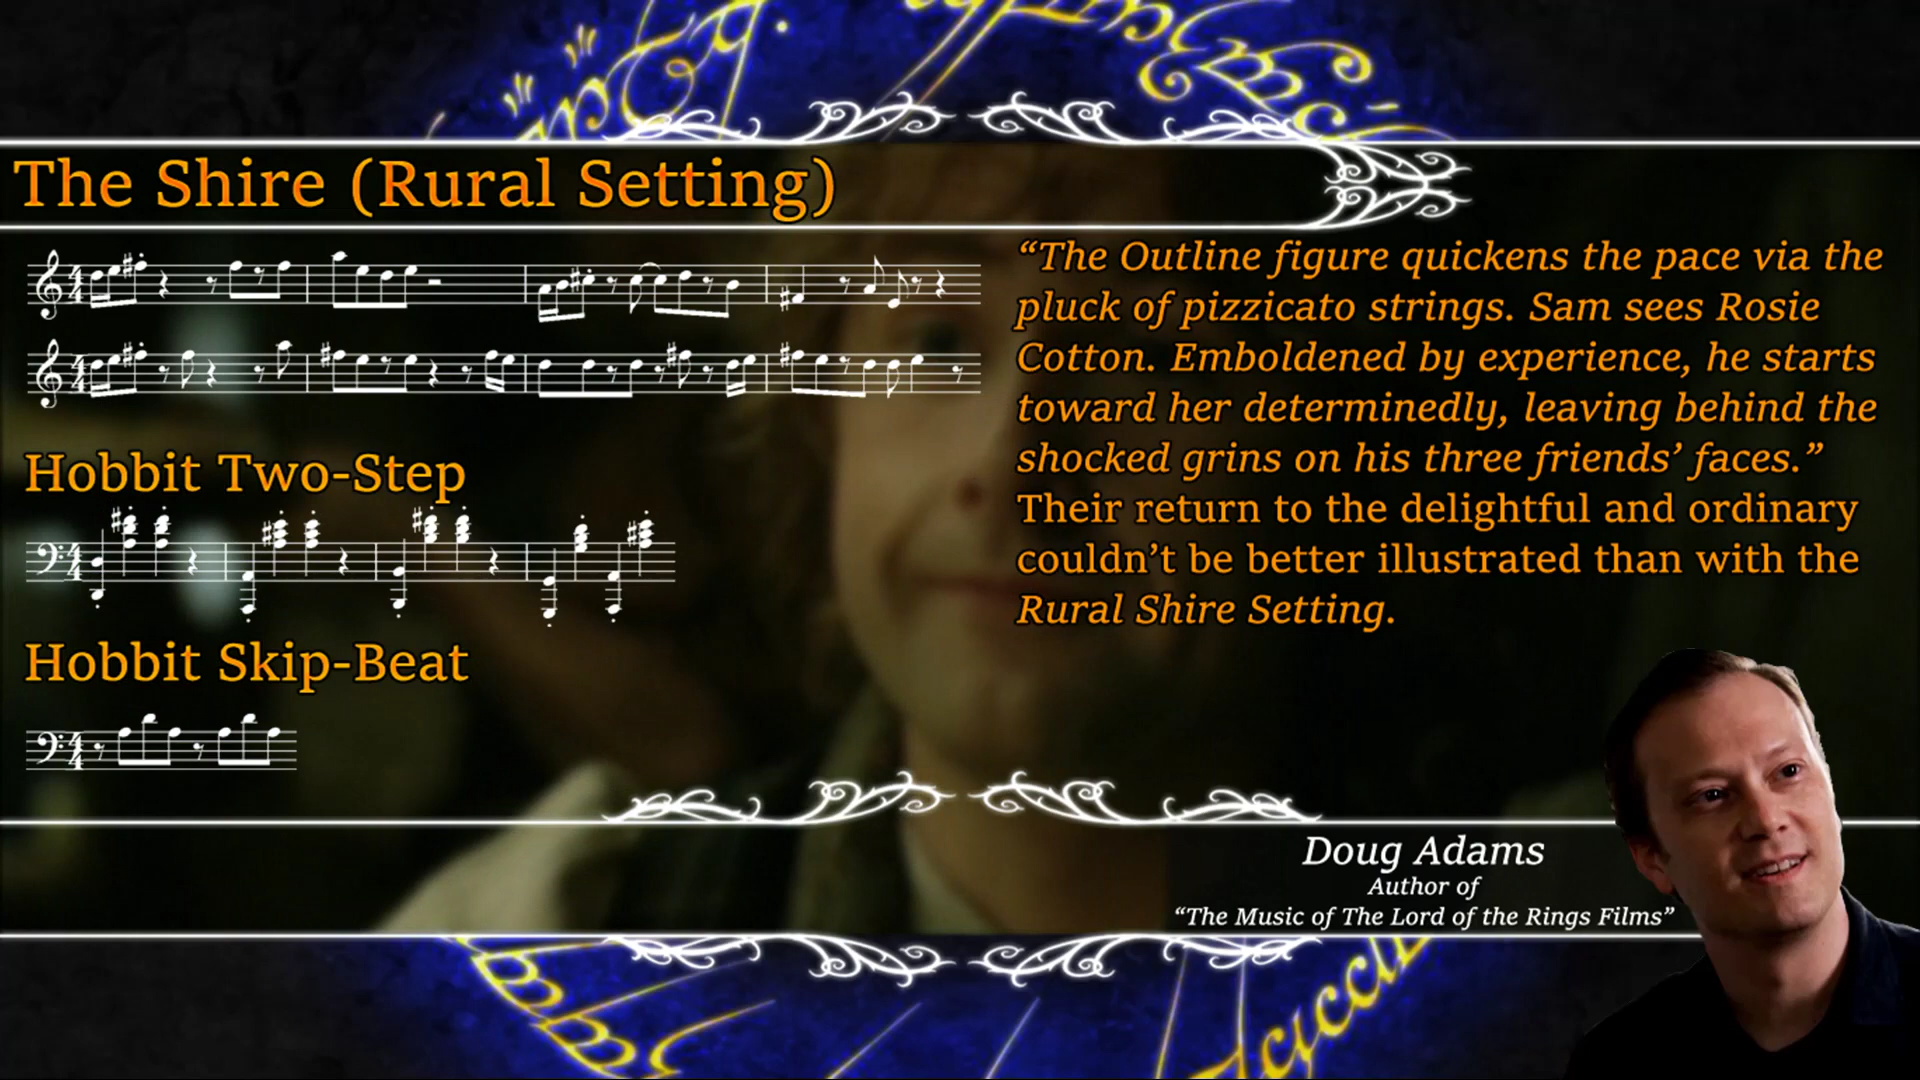 The Shire (Rural Setting)
Hobbit Two-Step
Hobbit Skip-Beat
“The Outline figure quickens the pace via the
pluck of pizzicato strings. Sam sees Rosie
Cotton. Emboldened by experience, he starts
toward her determinedly, leaving behind the
shocked grins on his three friends’ faces.”
Their return to the delightful and ordinary
couldn’t be better illustrated than with the
Rural Shire Setting.
Doug Adams
Author of
“The Music of The Lord of the Rings Films”